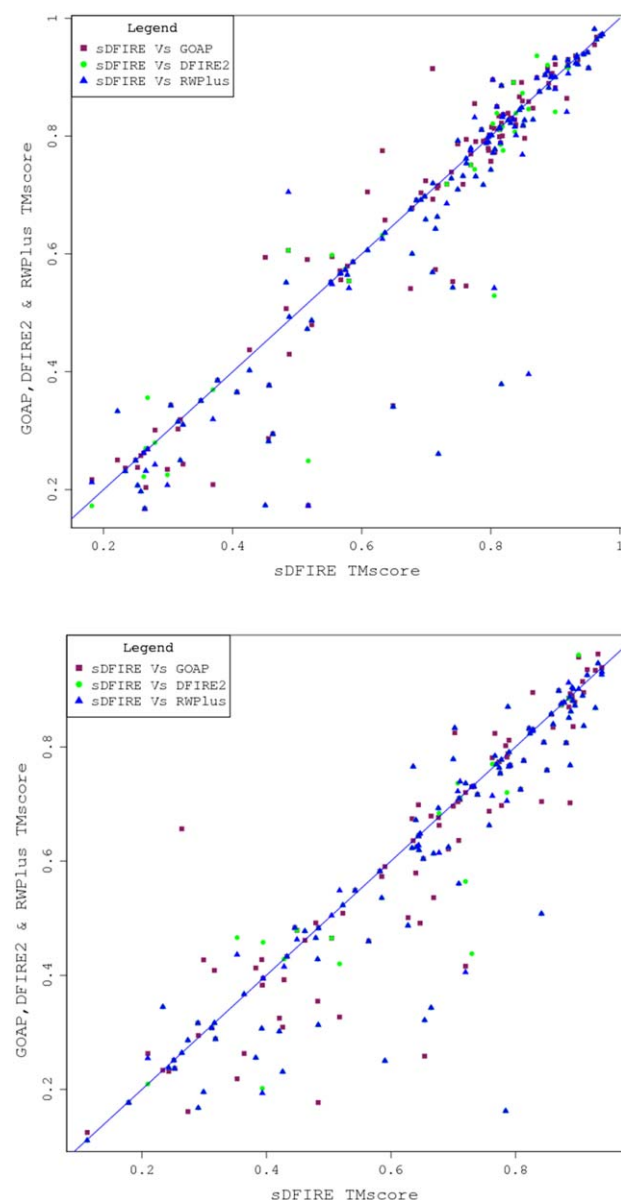 Legend
sDFIRE Vs GOAP
sDFIRE Vs DFIRE2
sDFIRE Vs RWPlus
GOAP,DFIRE2 & RWPlus TMscore
1
0.8
0.6
0.4
0.2
0.2 0.4 0.6 0.8 1
sDFIRE TMscore
Legend
sDFIRE Vs GOAP
sDFIRE Vs DFIRE2
sDFIRE Vs RWPlus
GOAP,DFIRE2 & RWPlus TMscore
0.8
0.6
0.4
0.2
0.2 0.4 0.6 0.8
sDFIRE TMscore